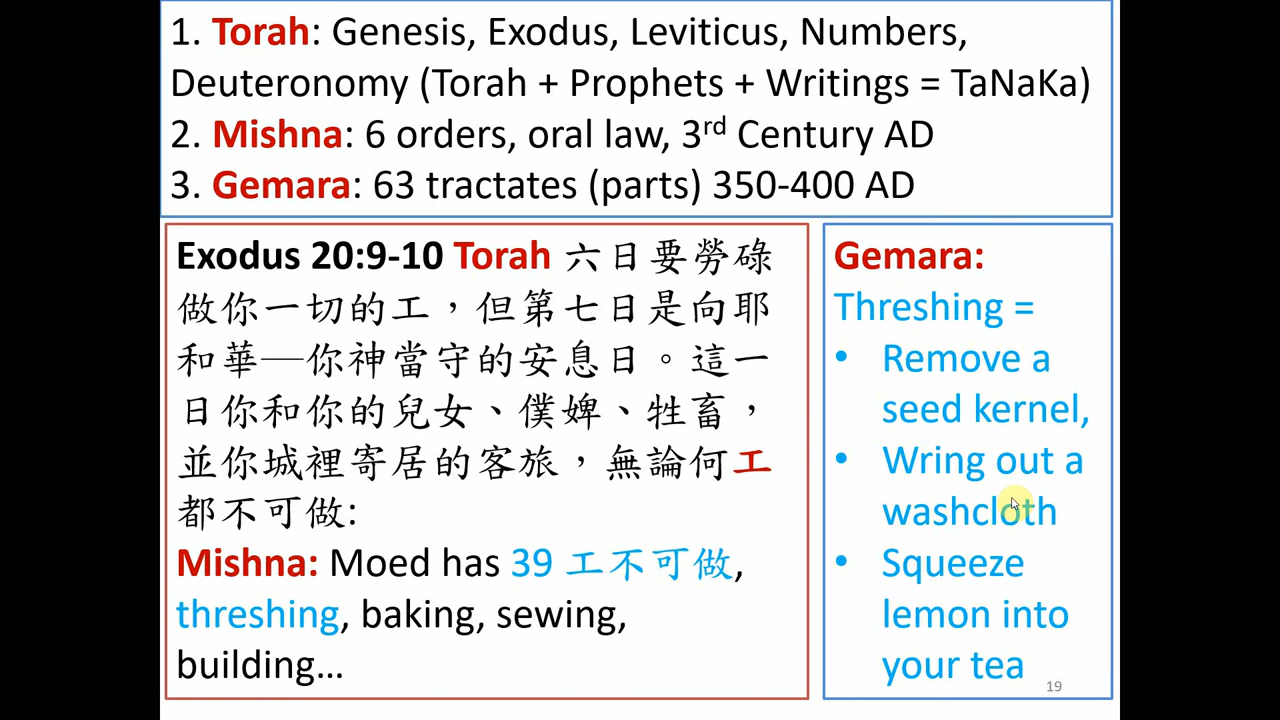 1. Torah: Genesis, Exodus, Leviticus, Numbers,
Deuteronomy (Torah + Prophets + Writings = TaNaKa)
2. Mishna: 6 orders, oral law, 3rd Century AD
3. Gemara: 63 tractates (parts) 350-400 AD
Exodus 20:9-10 Torah 六日要勞碌
做你一切的工，但第七日是向耶
和華—你神當守的安息日。這一
日你和你的兒女、僕婢、牲畜，
並你城裡寄居的客旅，無論何工
都不可做:
Mishna: Moed has 39 工不可做,
threshing, baking, sewing,
building…
Gemara:
Threshing =
• Remove a
seed kernel,
• Wring out a
washcloth
• Squeeze
lemon into
your tea
19